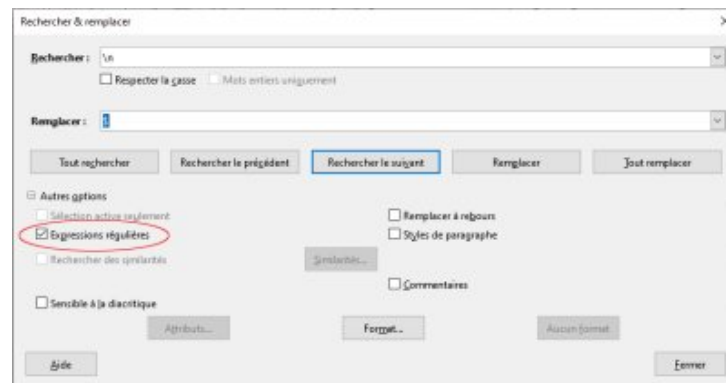 Rechercher & remplacer
Rechercher : \n
Respecter la casse Mots entiers uniquement
Remplacer :
Tout rechercher Rechercher le précédent Rechercher le suivant Remplacer Tout remplacer
Autres options
Sélection active seulement Remplacer à rebours
Expressions régulières Styles de paragraphe
Rechercher des similarités Similarités...
Commentaires
Sensible à la diacritique
Attributs... Format... Aucun format
Aide Fermer